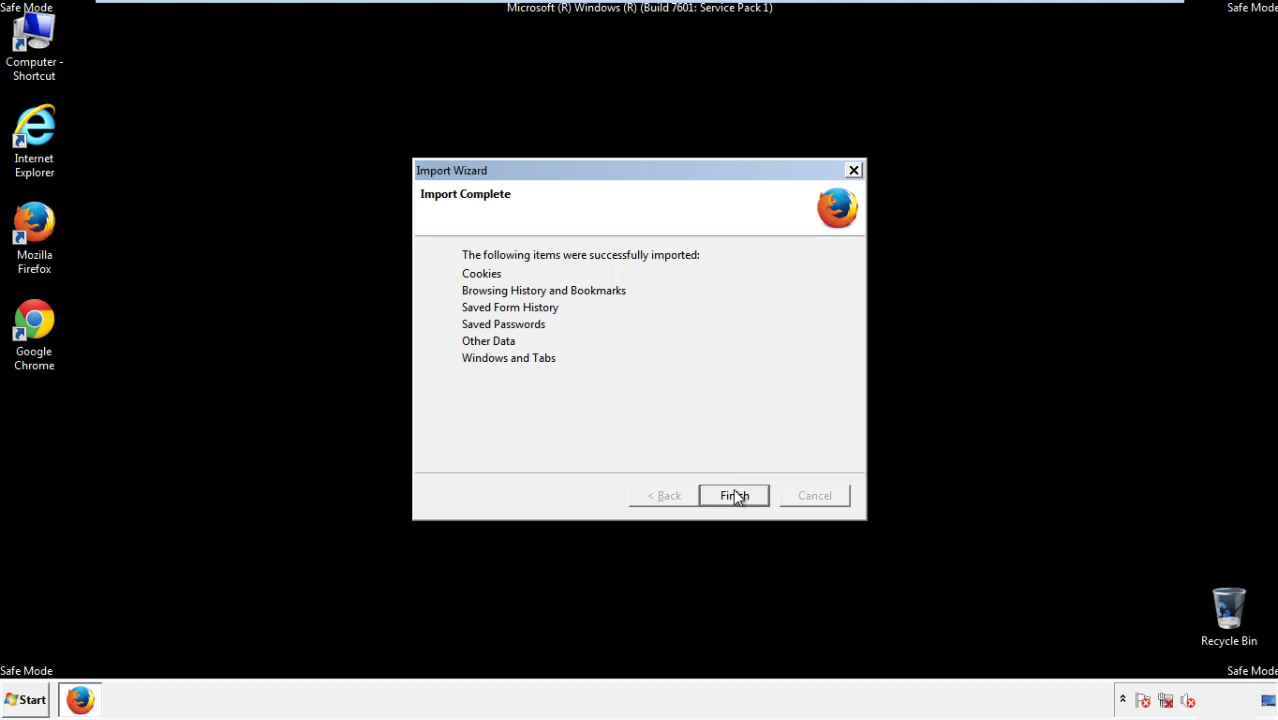 Safe Mode
Microsoft (R) Windows (R) (Build 7601: Service Pack 1)
Safe Mode
Computer -
Shortcut
Internet
Explorer
Mozilla
Firefox
Google
Chrome
Import Wizard
Import Complete
The following items were successfully imported:
Cookies
Browsing History and Bookmarks
Saved Form History
Saved Passwords
Other Data
Windows and Tabs
< Back
Finish
Cancel
Recycle Bin
Safe Mode
Safe Mode
Start